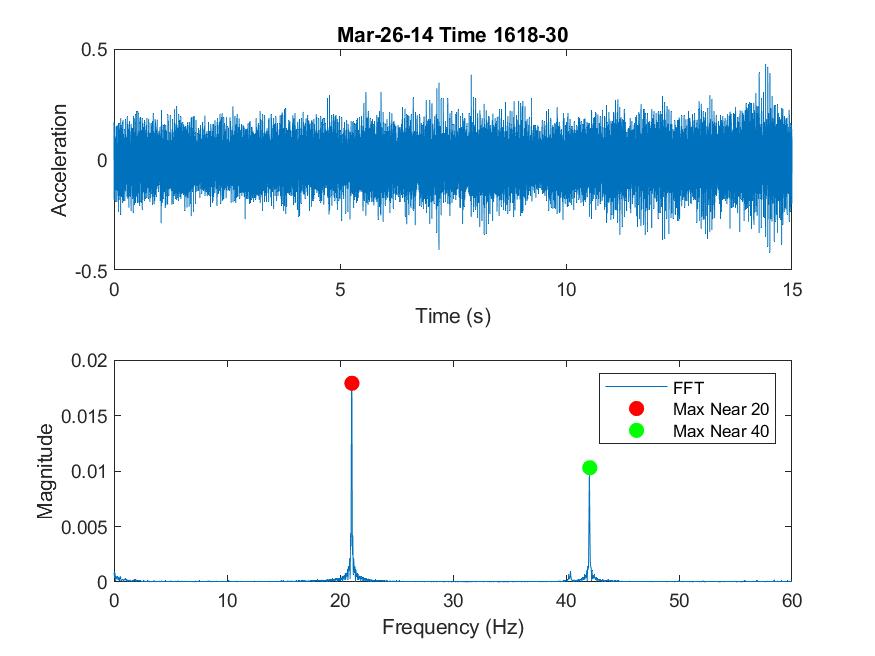 Mar-26-14 Time 1618-30
0.5
0
-0.5
Acceleration
0 5 10 15
Time (s)
0.02
0.015
0.01
0.005
0
Magnitude
FFT
Max Near 20
Max Near 40
0 10 20 30 40 50 60
Frequency (Hz)